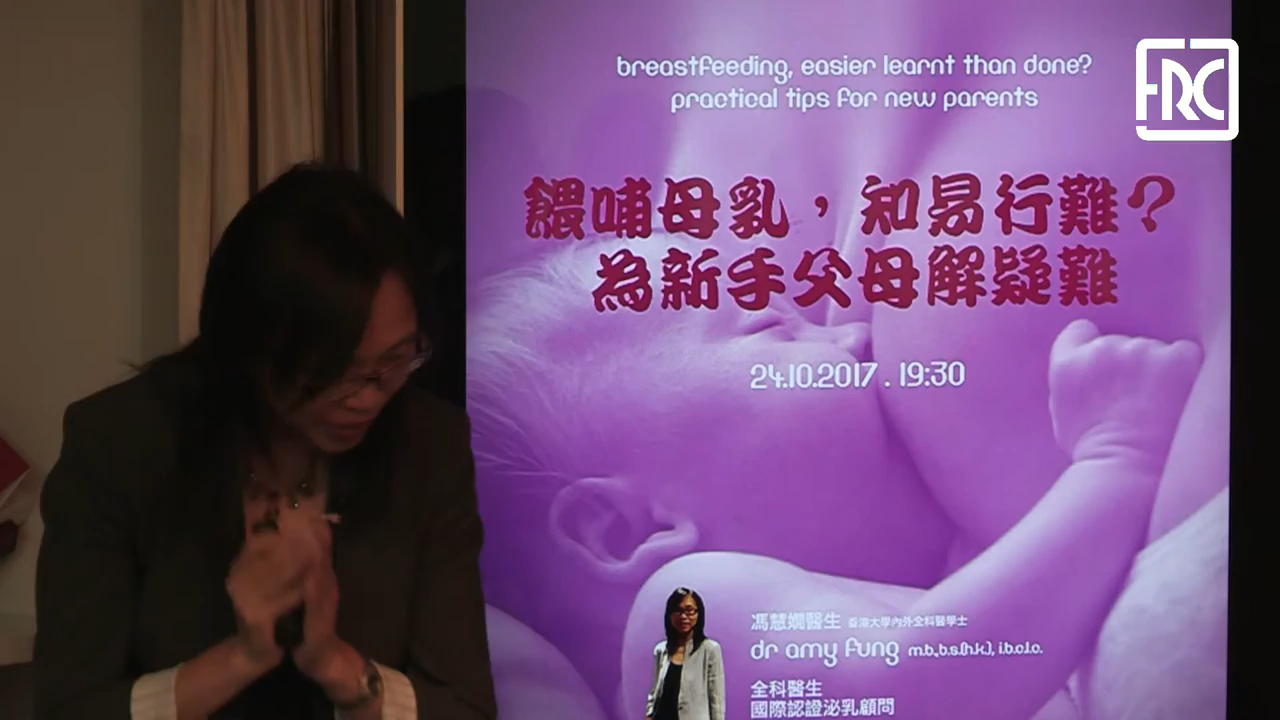 breastfeeding, easier learnt than done?
practical tips for new parents
FRC
餵哺母乳，知易行難？
為新手父母解疑難
24.10.2017 . 19:30
馮慧嫻醫生 香港大學內外全科醫學士
dr amy fung m.b.,b.s.(h.k.), i.b.c.l.c.
全科醫生
國際認證泌乳顧問